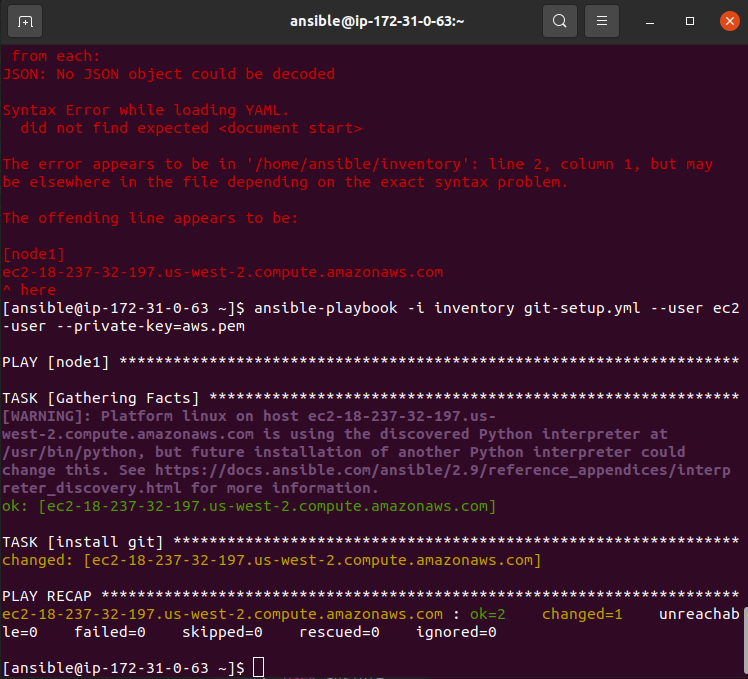 ansible@ip-172-31-0-63:~
from each:
JSON: No JSON object could be decoded
Syntax Error while loading YAML.
did not find expected <document start>
The error appears to be in '/home/ansible/inventory': line 2, column 1, but may
be elsewhere in the file depending on the exact syntax problem.
The offending line appears to be:
[node1]
ec2-18-237-32-197.us-west-2.compute.amazonaws.com
^ here
[ansible@ip-172-31-0-63 ~]$ ansible-playbook -i inventory git-setup.yml --user ec2
-user --private-key=aws.pem
PLAY [node1] *********************************************************************
TASK [Gathering Facts] ***********************************************************
[WARNING]: Platform linux on host ec2-18-237-32-197.us-
west-2.compute.amazonaws.com is using the discovered Python interpreter at
/usr/bin/python, but future installation of another Python interpreter could
change this. See https://docs.ansible.com/ansible/2.9/reference_appendices/interp
reter_discovery.html for more information.
ok: [ec2-18-237-32-197.us-west-2.compute.amazonaws.com]
TASK [install git] ***************************************************************
changed: [ec2-18-237-32-197.us-west-2.compute.amazonaws.com]
PLAY RECAP ***********************************************************************
ec2-18-237-32-197.us-west-2.compute.amazonaws.com : ok=2    changed=1    unreachab
le=0    failed=0    skipped=0    rescued=0    ignored=0
[ansible@ip-172-31-0-63 ~]$